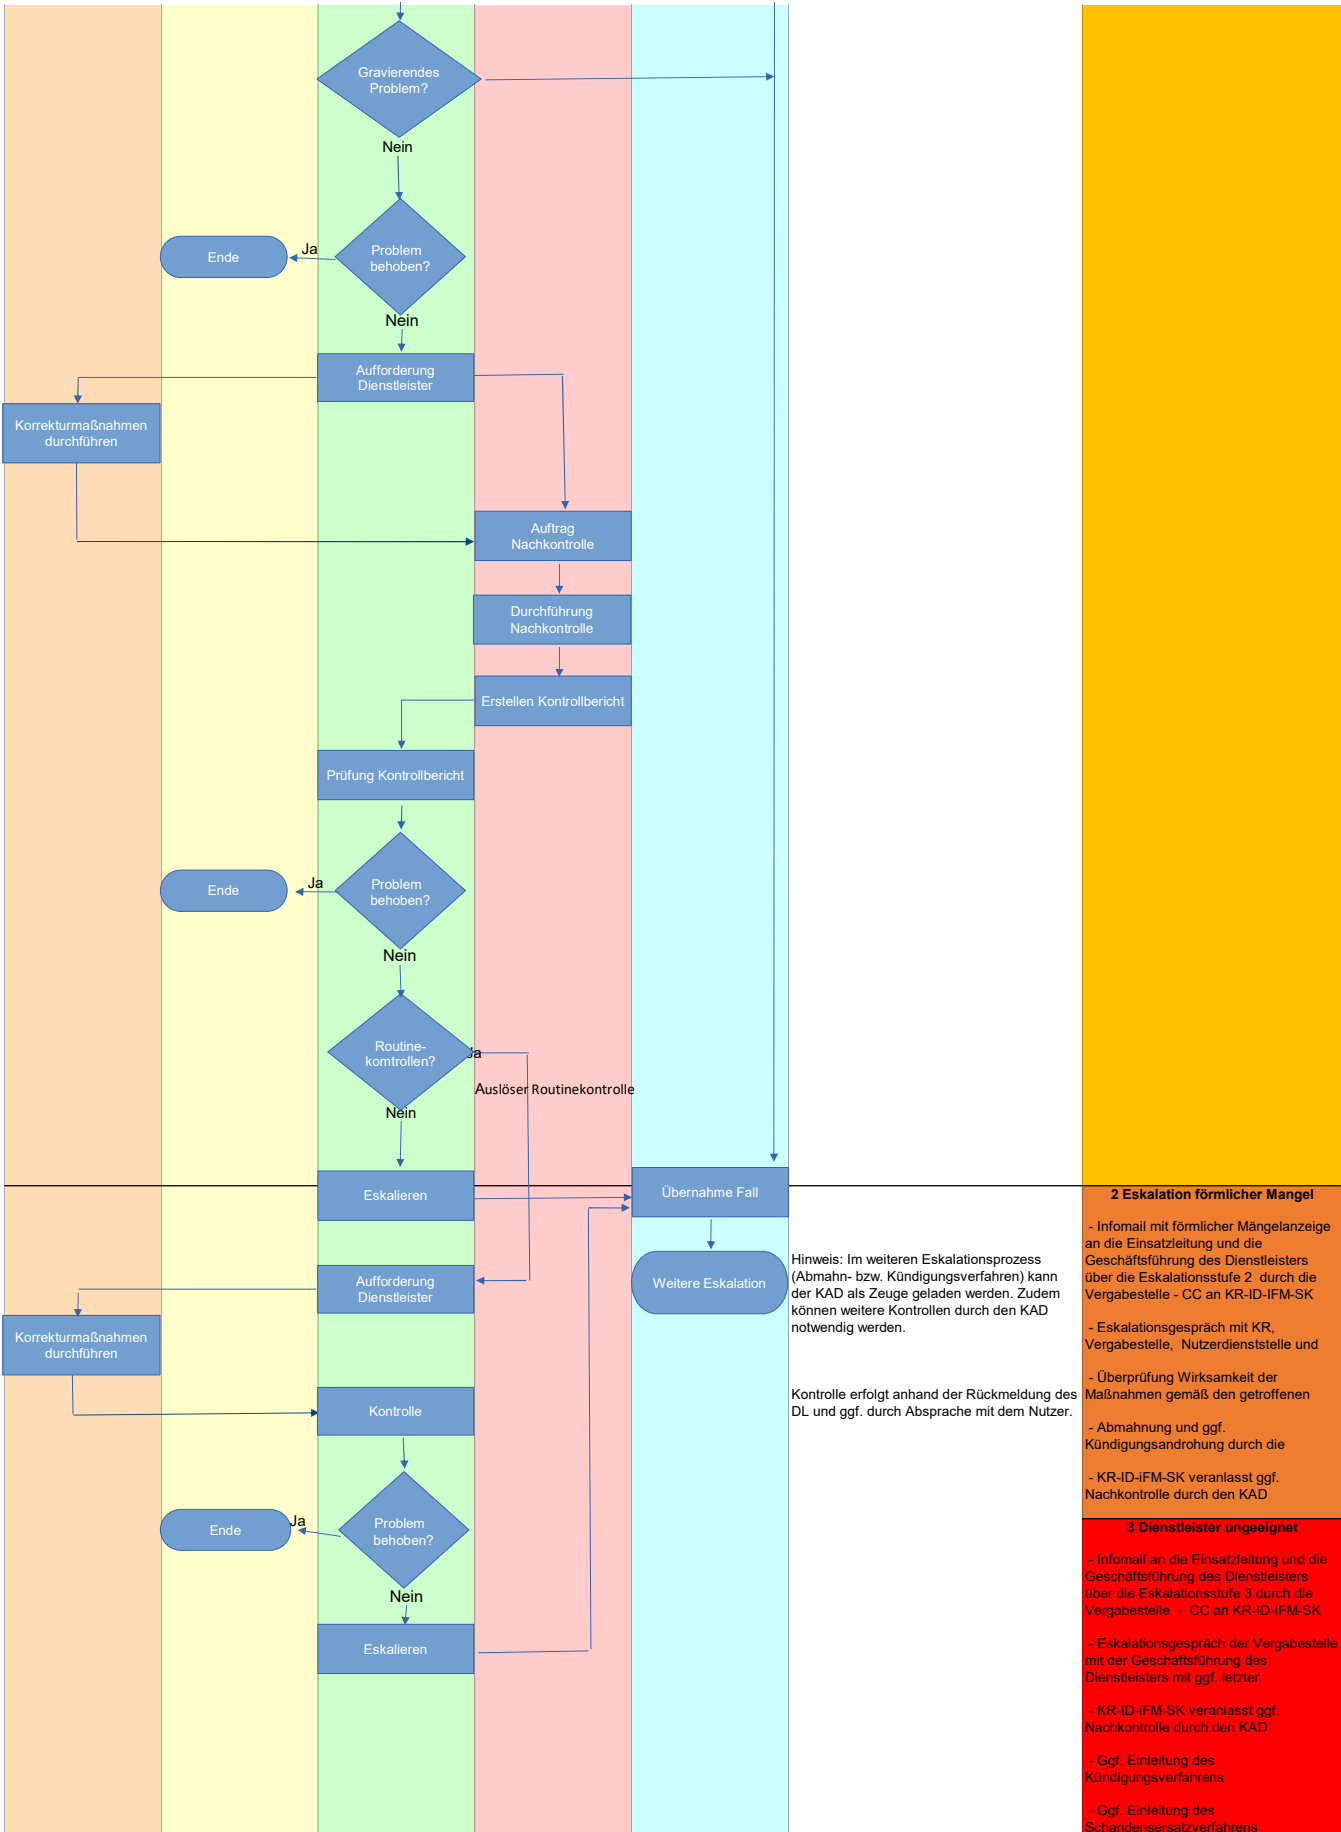 Gravierendes
Problem?
Nein
Problem
behoben?
Ja
Ende
Nein
Aufforderung
Dienstleister
Korrekturmaßnahmen
durchführen
Auftrag
Nachkontrolle
Durchführung
Nachkontrolle
Erstellen Kontrollbericht
Prüfung Kontrollbericht
Problem
behoben?
Ja
Ende
Nein
Routine-
komtrollen?
Ja
Auslöser Routinekontrolle
Nein
Eskalieren
Übernahme Fall
Weitere Eskalation
Hinweis: Im weiteren Eskalationsprozess
(Abmahn- bzw. Kündigungsverfahren) kann
der KAD als Zeuge geladen werden. Zudem
können weitere Kontrollen durch den KAD
notwendig werden.
Aufforderung
Dienstleister
Korrekturmaßnahmen
durchführen
Kontrolle
Kontrolle erfolgt anhand der Rückmeldung des
DL und ggf. durch Absprache mit dem Nutzer.
Problem
behoben?
Ja
Ende
Nein
Eskalieren
2 Eskalation förmlicher Mangel
- Infomail mit förmlicher Mängelanzeige
an die Einsatzleitung und die
Geschäftsführung des Dienstleisters
über die Eskalationsstufe 2 durch die
Vergabestelle - CC an KR-ID-IFM-SK
- Eskalationsgespräch mit KR,
Vergabestelle, Nutzerdienststelle und
- Überprüfung Wirksamkeit der
Maßnahmen gemäß den getroffenen
- Abmahnung und ggf.
Kündigungsandrohung durch die
- KR-ID-iFM-SK veranlasst ggf.
Nachkontrolle durch den KAD
3 Dienstleister ungeeignet
- Infomail an die Einsatzleitung und die
Geschäftsführung des Dienstleisters
über die Eskalationsstufe 3 durch die
Vergabestelle - CC an KR-ID-IFM-SK
- Eskalationsgespräch der Vergabestelle
mit der Geschäftsführung des
Dienstleisters mit ggf. letzter
- KR-ID-iFM-SK veranlasst ggf.
Nachkontrolle durch den KAD
- Ggf. Einleitung des
Kündigungsverfahrens
- Ggf. Einleitung des
Schandensersatzverfahrens